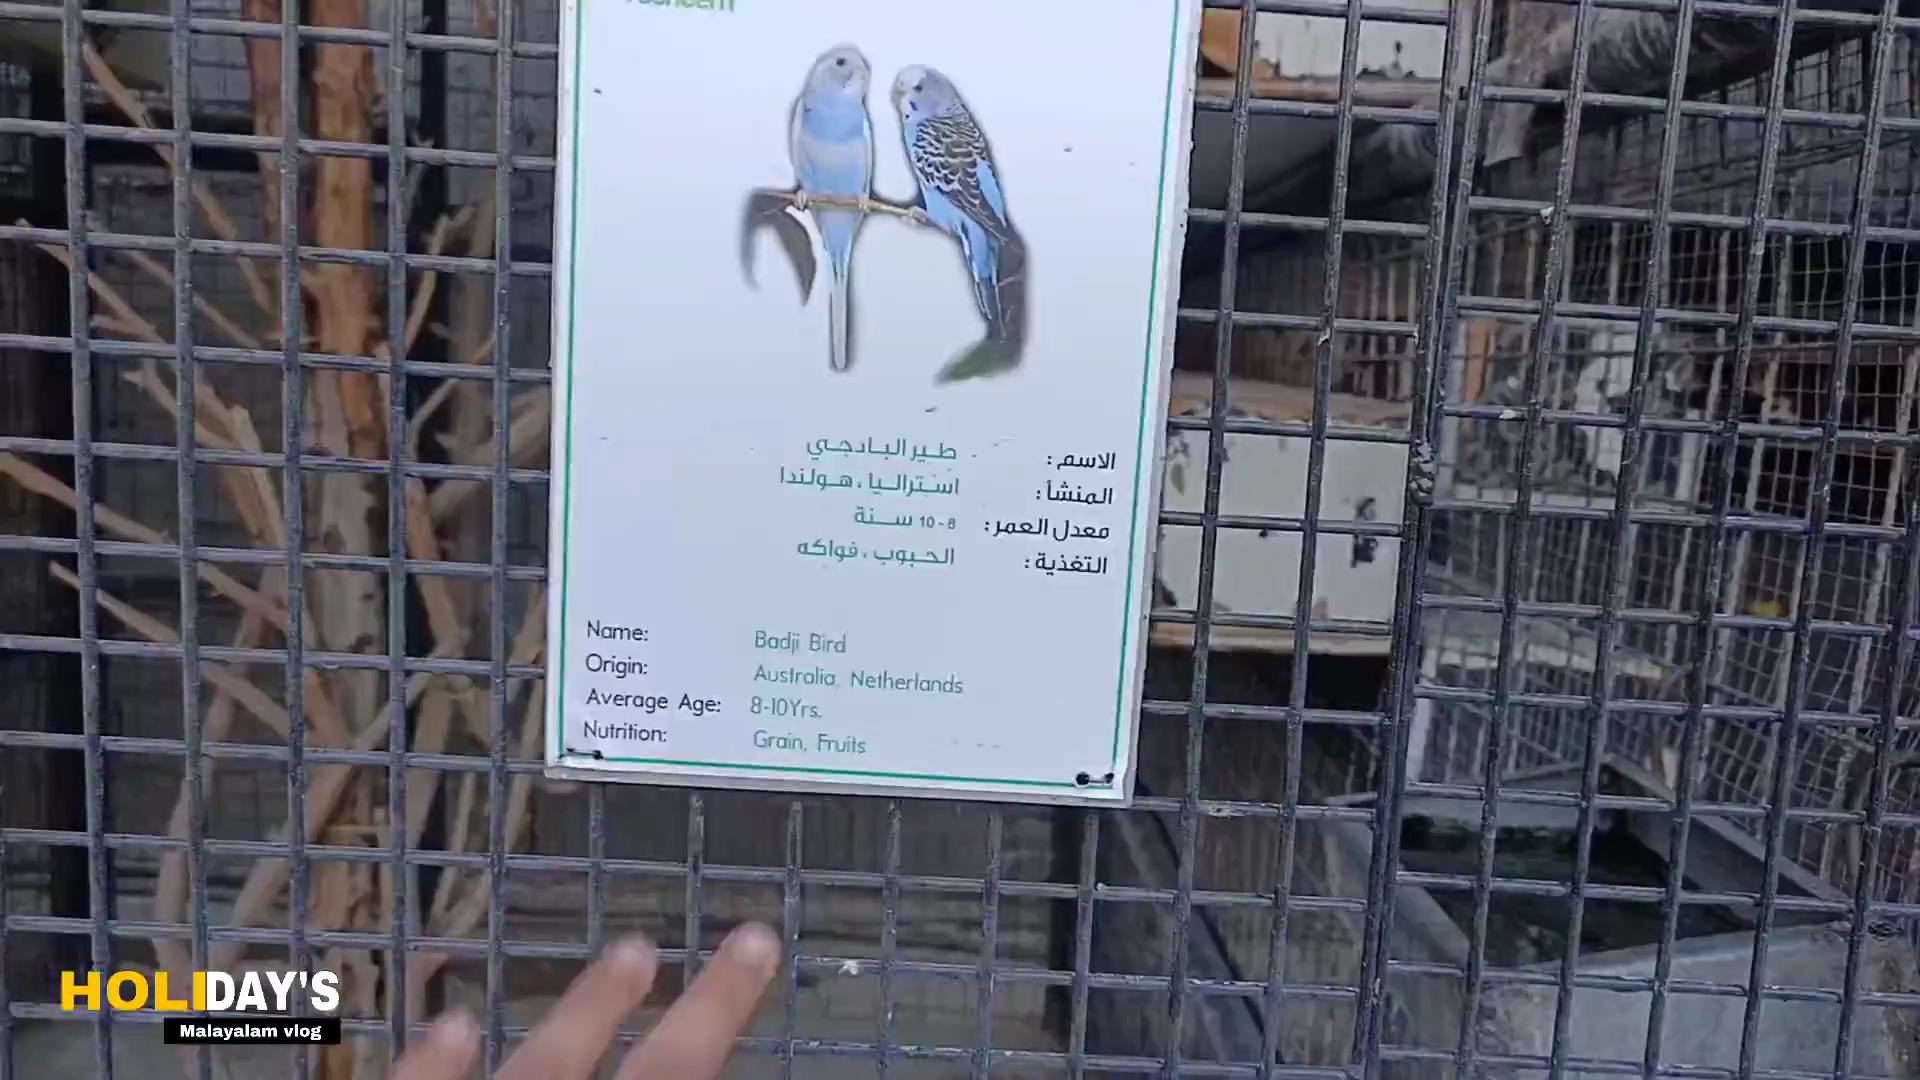 الاسم: طير البادجي
المنشأ: استراليا، هولندا
معدل العمر: 8-10 سنة
التغذية: الحبوب، فواكه
Name: Badji Bird
Origin: Australia, Netherlands
Average Age: 8-10Yrs.
Nutrition: Grain, Fruits
HOLIDAY'S
Malayalam vlog